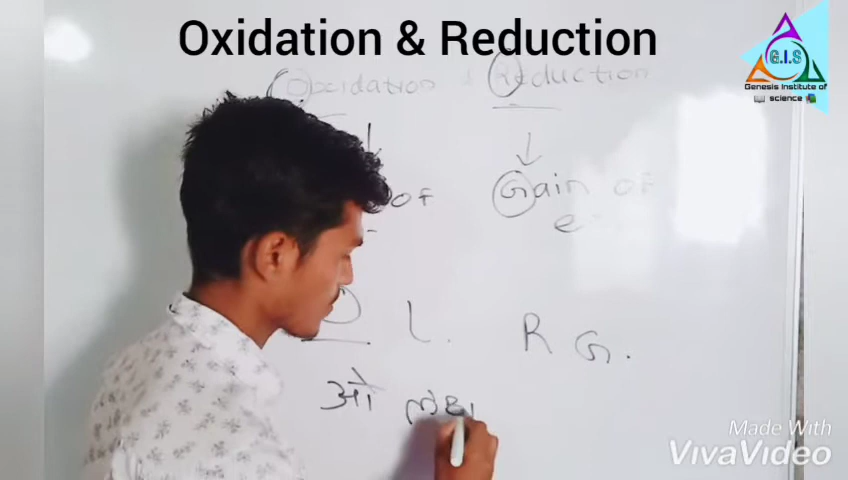 Oxidation & Reduction
G.I.S
Genesis Institute of
science
Oxidation & Reduction
of Gain of
e-
O L. R G.
ओ
Made With
VivaVideo